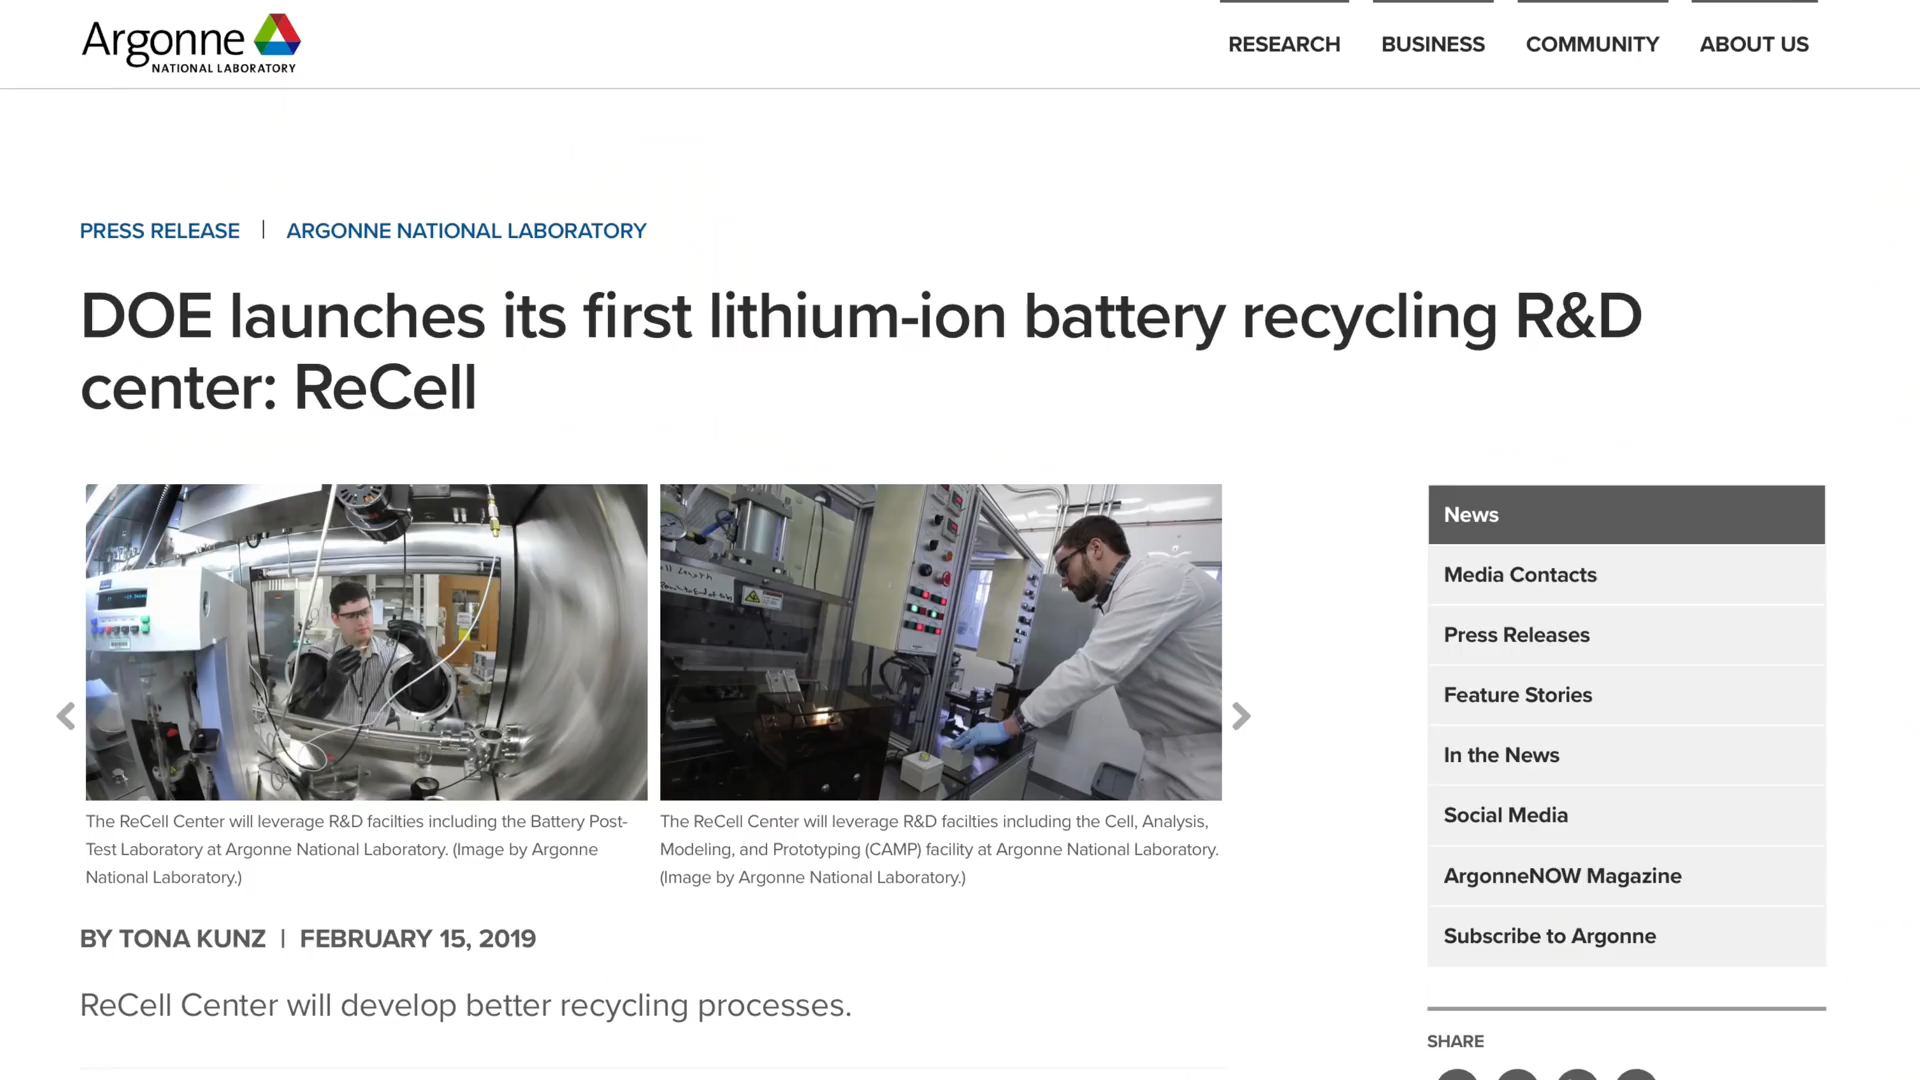 Argonne
NATIONAL LABORATORY
RESEARCH
BUSINESS
COMMUNITY
ABOUT US
PRESS RELEASE | ARGONNE NATIONAL LABORATORY
DOE launches its first lithium-ion battery recycling R&D
center: ReCell
The ReCell Center will leverage R&D facilties including the Battery Post-
Test Laboratory at Argonne National Laboratory. (Image by Argonne
National Laboratory.)
The ReCell Center will leverage R&D facilties including the Cell, Analysis,
Modeling, and Prototyping (CAMP) facility at Argonne National Laboratory.
(Image by Argonne National Laboratory.)
BY TONA KUNZ | FEBRUARY 15, 2019
ReCell Center will develop better recycling processes.
News
Media Contacts
Press Releases
Feature Stories
In the News
Social Media
ArgonneNOW Magazine
Subscribe to Argonne
SHARE